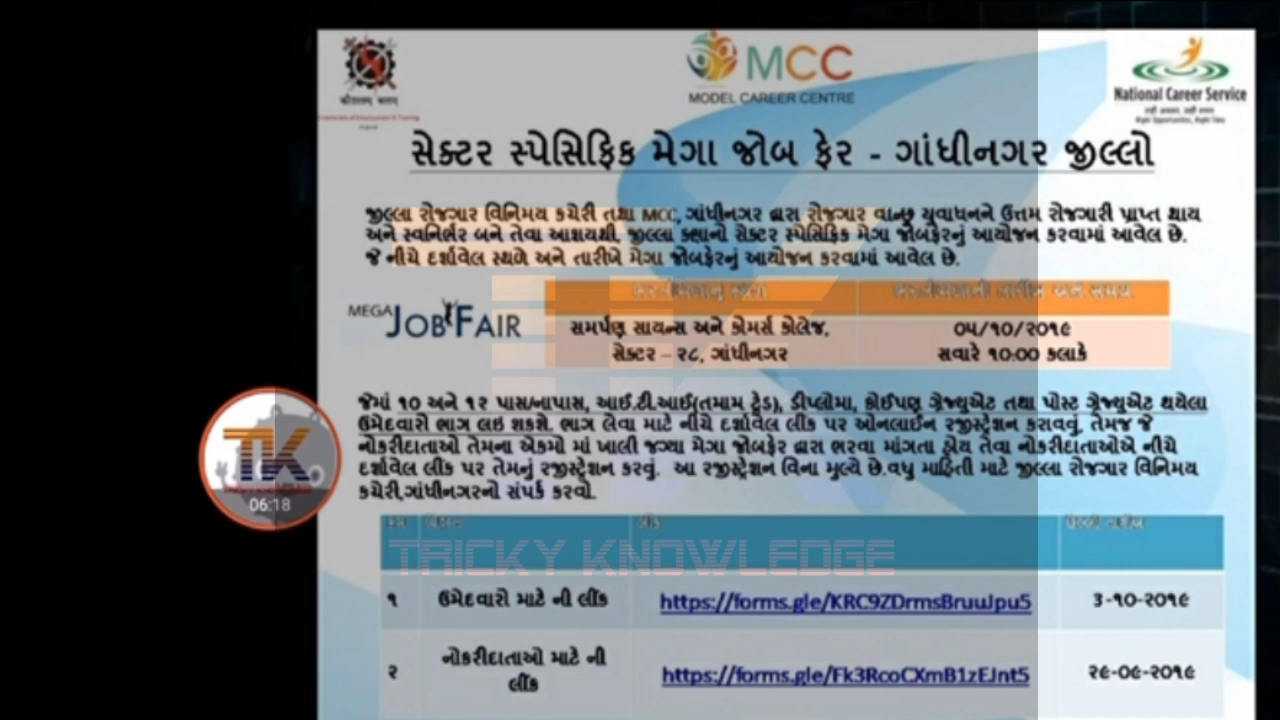 कौशलम् बलम्
MCC
MODEL CAREER CENTRE
National Career Service
સેક્ટર સ્પેસિફિક મેગા જોબ ફેર - ગાંધીનગર જીલ્લો
જીલ્લા રોજગાર વિનિમય કચેરી તથા MCC, ગાંધીનગર દ્વારા રોજગાર વાન્છુ યુવાધનને ઉત્તમ રોજગારી પ્રાપ્ત થાય
અને સ્વનિર્ભર બને તેવા આશયથી, જીલ્લા કક્ષાનો સેક્ટર સ્પેસિફિક મેગા જોબફેરનું આયોજન કરવામાં આવેલ છે.
જે નીચે દર્શાવેલ સ્થળે અને તારીખે મેગા જોબફેરનું આયોજન કરવામાં આવેલ છે.
MEGA JOB FAIR
સમર્પણ સાયન્સ અને કોમર્સ કોલેજ, ૦૪/૧૦/૨૦૧૯
સેક્ટર – ૨૮, ગાંધીનગર સવારે ૧૦:૦૦ કલાકે
જેમાં ૧૦ અને ૧૨ પાસ/નાપાસ, આઈ.ટી.આઈ(તમામ ટ્રેડ), ડીપ્લોમા, કોઈપણ ગ્રેજ્યુએટ તથા પોસ્ટ ગ્રેજ્યુએટ થયેલા
ઉમેદવારો ભાગ લઇ શકશે. ભાગ લેવા માટે નીચે દર્શાવેલ લીંક પર ઓનલાઈન રજીસ્ટ્રેશન કરાવવું, તેમજ જે
નોકરીદાતાઓ તેમના એકમો માં ખાલી જગ્યા મેગા જોબફેર દ્વારા ભરવા માંગતા હોય તેવા નોકરીદાતાઓએ નીચે
દર્શાવેલ લીંક પર તેમનું રજીસ્ટ્રેશન કરવું. આ રજીસ્ટ્રેશન વિના મુલ્યે છે.વધુ માહિતી માટે જીલ્લા રોજગાર વિનિમય
કચેરી,ગાંધીનગરનો સંપર્ક કરવો.
TK
06:18
TRICKY KNOWLEDGE
૧ ઉમેદવારો માટે ની લીંક https://forms.gle/KRC9ZDrmsBruuJpu5 ૩-૧૦-૨૦૧૯
૨ નોકરીદાતાઓ માટે ની લીંક https://forms.gle/Fk3RcoCXmB1zEJnt5 ૨૯-૦૯-૨૦૧૯